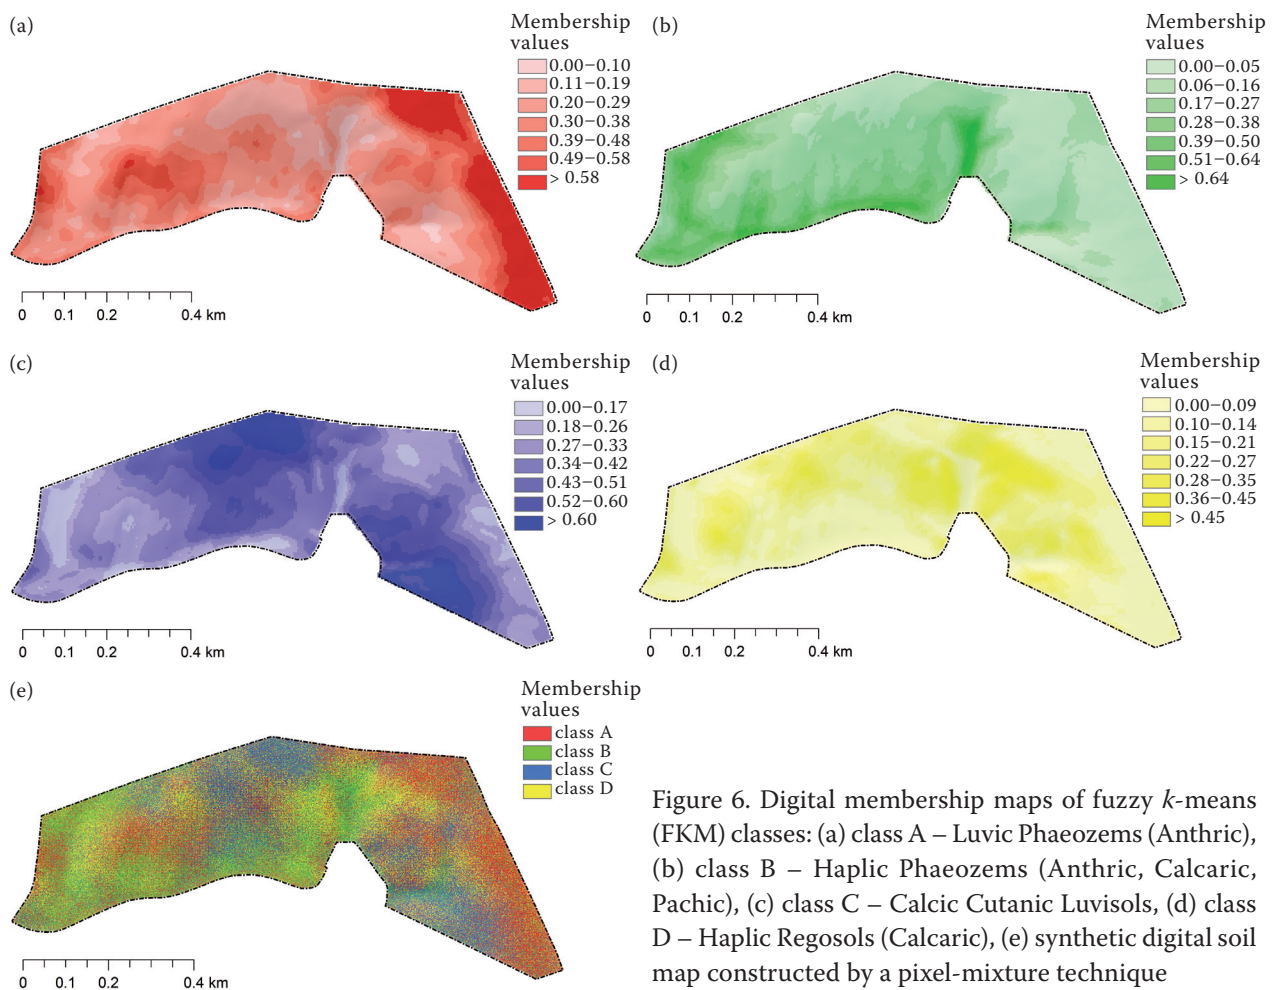 (a)
Membership
values
0.00–0.10
0.11–0.19
0.20–0.29
0.30–0.38
0.39–0.48
0.49–0.58
> 0.58
0 0.1 0.2 0.4 km
(b)
Membership
values
0.00–0.05
0.06–0.16
0.17–0.27
0.28–0.38
0.39–0.50
0.51–0.64
> 0.64
0 0.1 0.2 0.4 km
(c)
Membership
values
0.00–0.17
0.18–0.26
0.27–0.33
0.34–0.42
0.43–0.51
0.52–0.60
> 0.60
0 0.1 0.2 0.4 km
(d)
Membership
values
0.00–0.09
0.10–0.14
0.15–0.21
0.22–0.27
0.28–0.35
0.36–0.45
> 0.45
0 0.1 0.2 0.4 km
(e)
Membership
values
class A
class B
class C
class D
0 0.1 0.2 0.4 km
Figure 6. Digital membership maps of fuzzy k-means
(FKM) classes: (a) class A – Luvic Phaeozems (Anthric),
(b) class B – Haplic Phaeozems (Anthric, Calcaric,
Pachic), (c) class C – Calcic Cutanic Luvisols, (d) class
D – Haplic Regosols (Calcaric), (e) synthetic digital soil
map constructed by a pixel-mixture technique